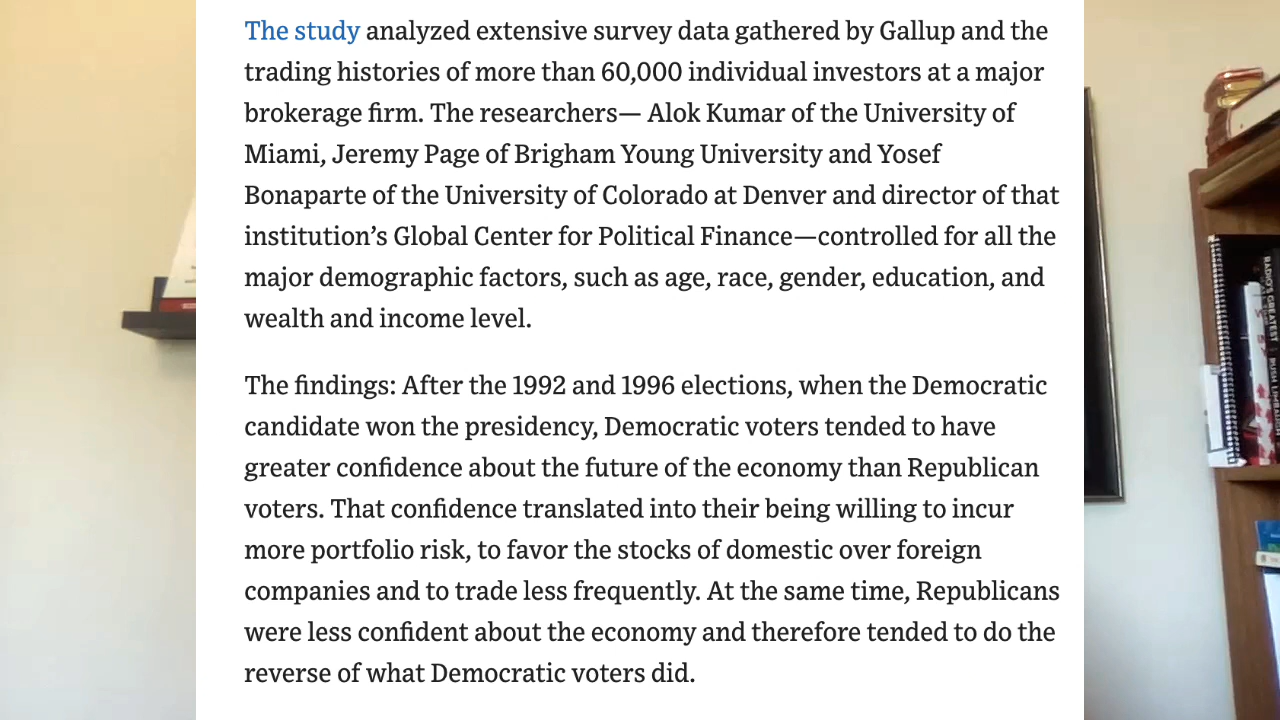 The study analyzed extensive survey data gathered by Gallup and the
trading histories of more than 60,000 individual investors at a major
brokerage firm. The researchers— Alok Kumar of the University of
Miami, Jeremy Page of Brigham Young University and Yosef
Bonaparte of the University of Colorado at Denver and director of that
institution’s Global Center for Political Finance—controlled for all the
major demographic factors, such as age, race, gender, education, and
wealth and income level.
The findings: After the 1992 and 1996 elections, when the Democratic
candidate won the presidency, Democratic voters tended to have
greater confidence about the future of the economy than Republican
voters. That confidence translated into their being willing to incur
more portfolio risk, to favor the stocks of domestic over foreign
companies and to trade less frequently. At the same time, Republicans
were less confident about the economy and therefore tended to do the
reverse of what Democratic voters did.
RADIO'S GREATEST
RUSH LIMBAUGH